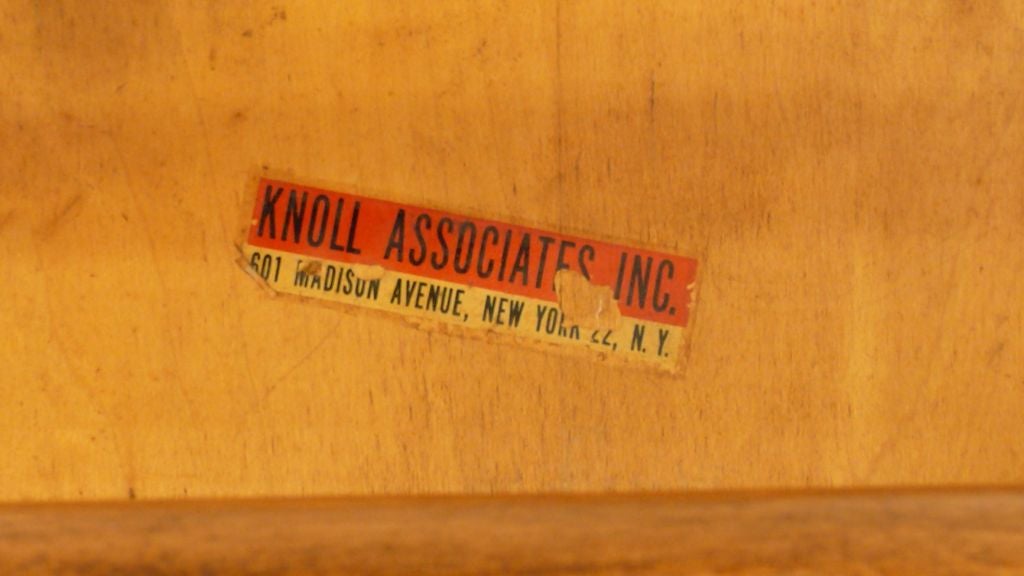 KNOLL ASSOCIATES INC.
601 MADISON AVENUE, NEW YORK 22, N. Y.